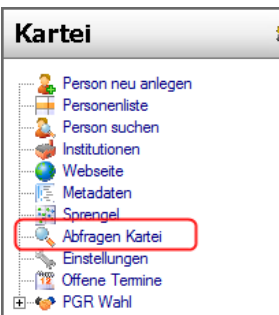 Kartei
Person neu anlegen
Personenliste
Person suchen
Institutionen
Webseite
Metadaten
Sprengel
Abfragen Kartei
Einstellungen
Offene Termine
PGR Wahl